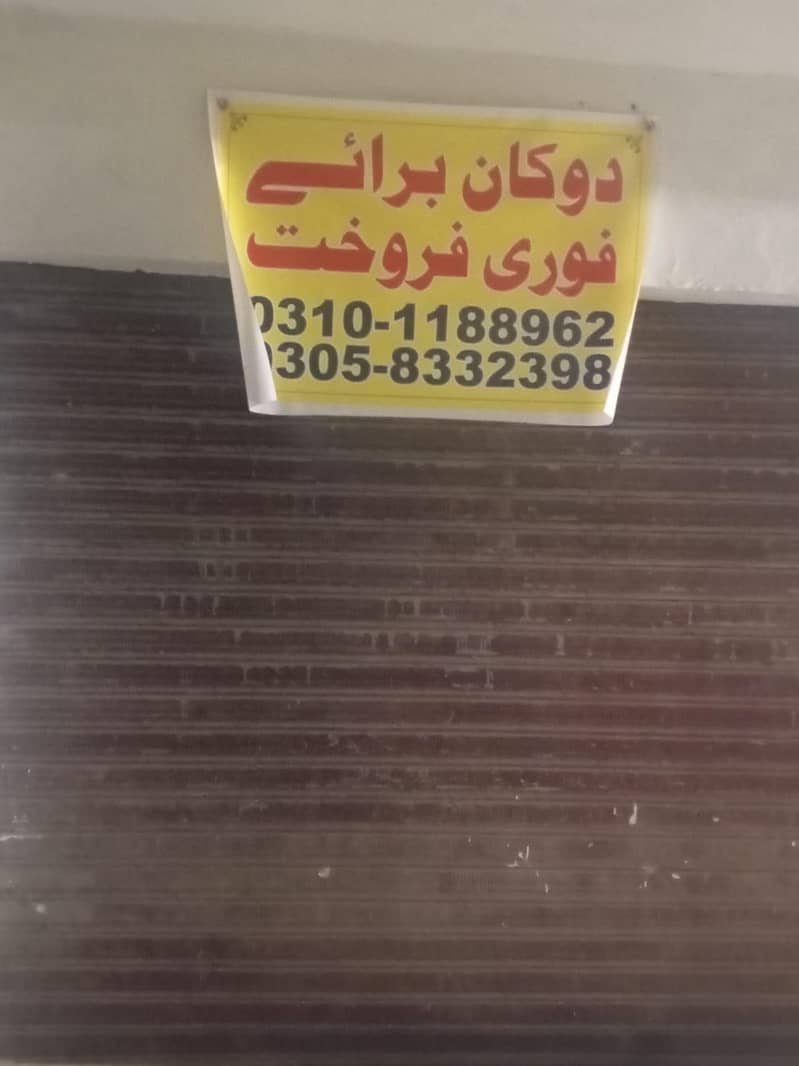 دوکان برائے
فوری فروخت
0310-1188962
0305-8332398